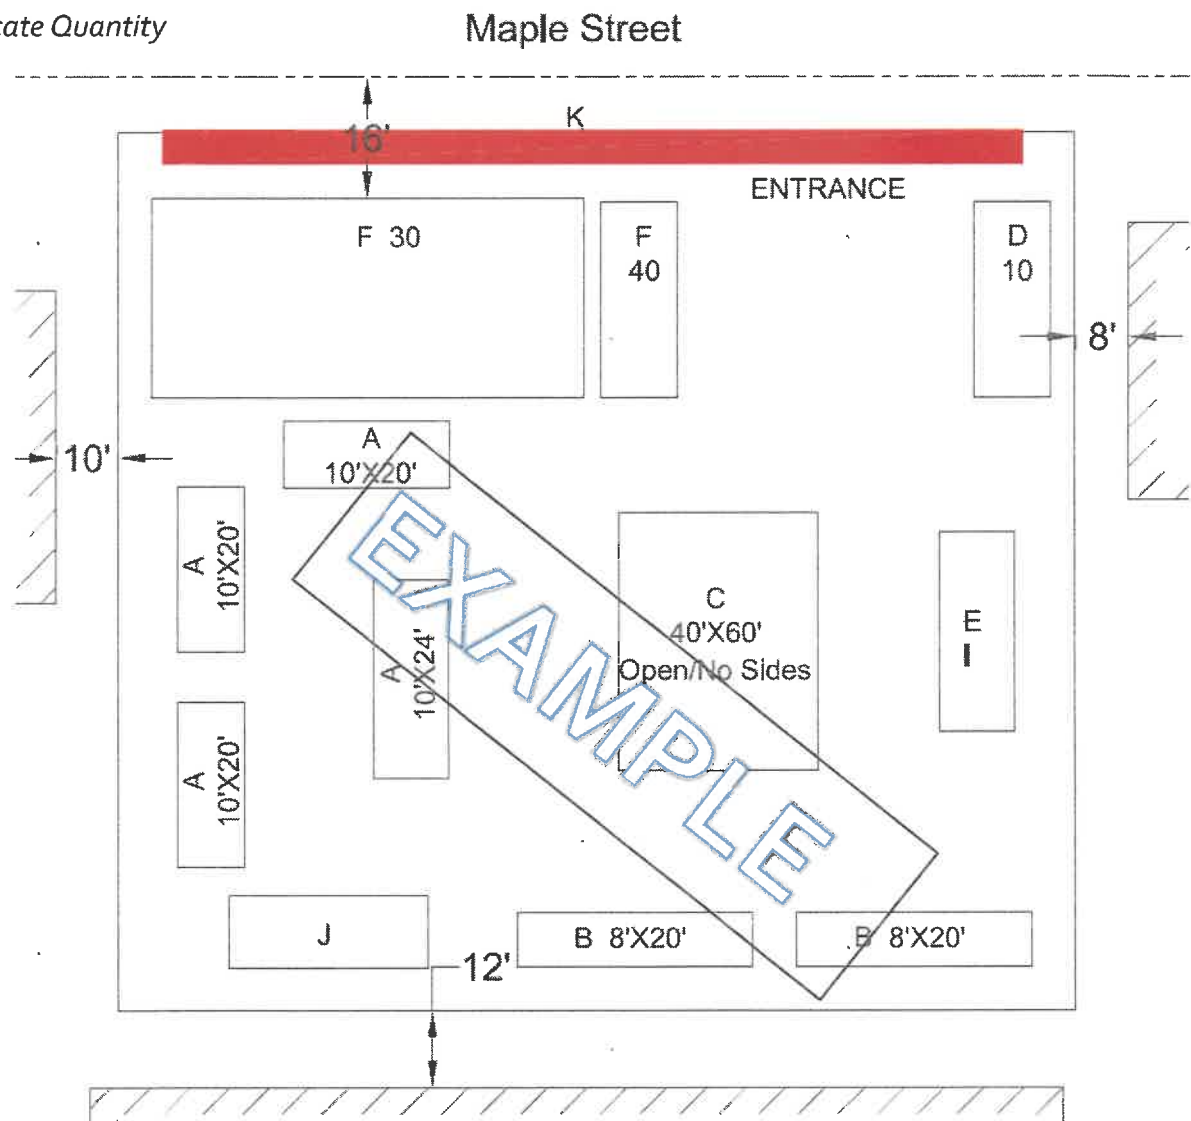 cate Quantity
Maple Street
K
16'
ENTRANCE
F 30
F
40
D
10
8'
10'
A
10'X20'
A
10'X20'
A
10'X24'
EXAMPLE
C
40'X60'
Open/No Sides
E
I
A
10'X20'
J
B 8'X20'
B 8'X20'
12'